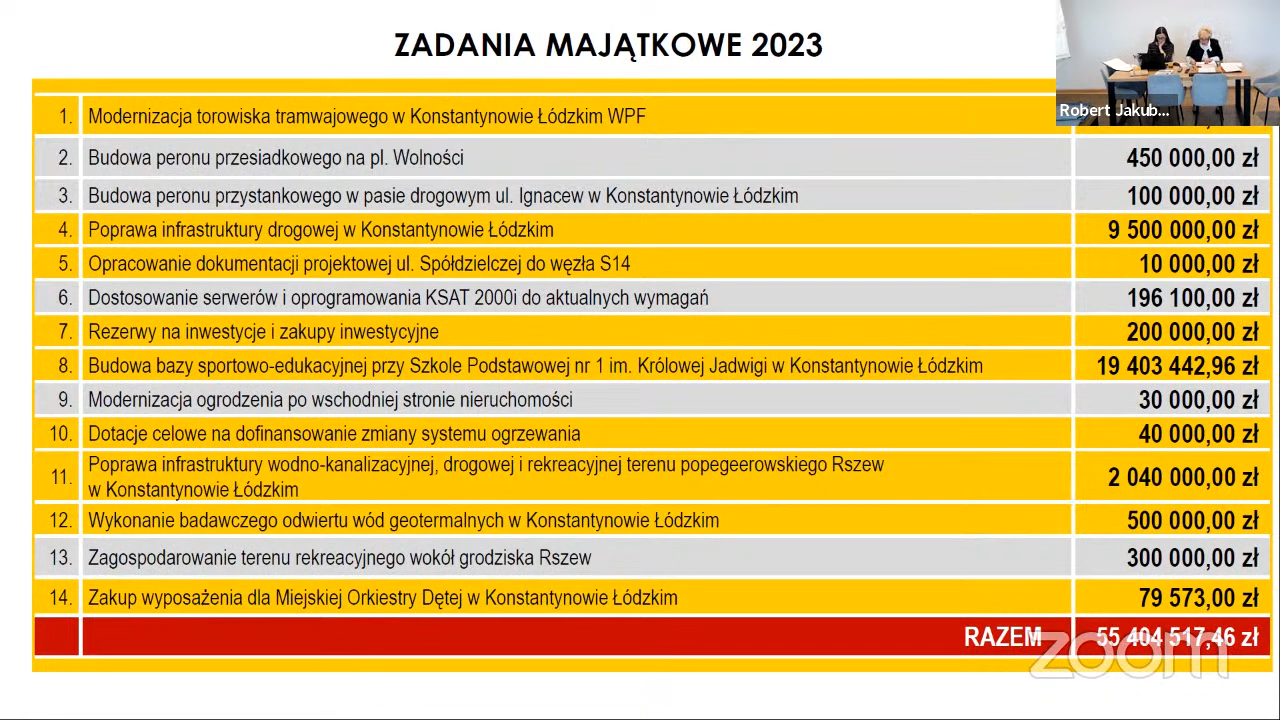 ZADANIA MAJĄTKOWE 2023
Robert Jakub...
1. Modernizacja torowiska tramwajowego w Konstantynowie Łódzkim WPF
2. Budowa peronu przesiadkowego na pl. Wolności 450 000,00 zł
3. Budowa peronu przystankowego w pasie drogowym ul. Ignacew w Konstantynowie Łódzkim 100 000,00 zł
4. Poprawa infrastruktury drogowej w Konstantynowie Łódzkim 9 500 000,00 zł
5. Opracowanie dokumentacji projektowej ul. Spółdzielczej do węzła S14 10 000,00 zł
6. Dostosowanie serwerów i oprogramowania KSAT 2000i do aktualnych wymagań 196 100,00 zł
7. Rezerwy na inwestycje i zakupy inwestycyjne 200 000,00 zł
8. Budowa bazy sportowo-edukacyjnej przy Szkole Podstawowej nr 1 im. Królowej Jadwigi w Konstantynowie Łódzkim 19 403 442,96 zł
9. Modernizacja ogrodzenia po wschodniej stronie nieruchomości 30 000,00 zł
10. Dotacje celowe na dofinansowanie zmiany systemu ogrzewania 40 000,00 zł
11. Poprawa infrastruktury wodno-kanalizacyjnej, drogowej i rekreacyjnej terenu popegeerowskiego Rszew
w Konstantynowie Łódzkim 2 040 000,00 zł
12. Wykonanie badawczego odwiertu wód geotermalnych w Konstantynowie Łódzkim 500 000,00 zł
13. Zagospodarowanie terenu rekreacyjnego wokół grodziska Rszew 300 000,00 zł
14. Zakup wyposażenia dla Miejskiej Orkiestry Dętej w Konstantynowie Łódzkim 79 573,00 zł
RAZEM 55 404 517,46 zł
zoom